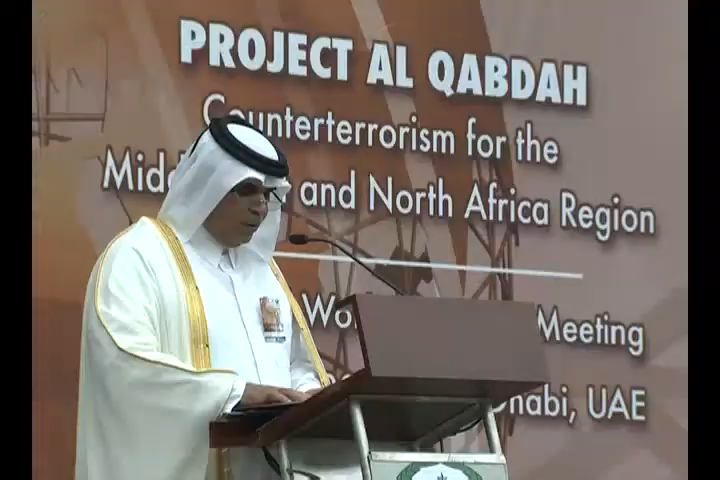 PROJECT AL QABDAH
Counterterrorism for the
and North Africa Region
Meeting
UAE